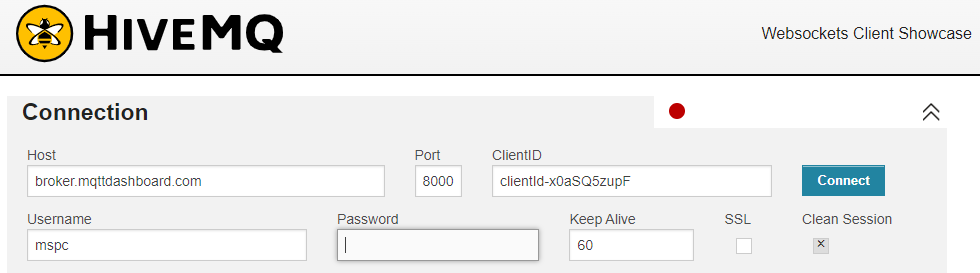 HIVEMQ
Websockets Client Showcase
Connection
Host Port ClientID
broker.mqttdashboard.com 8000 clientId-x0aSQ5zupF Connect
Username Password Keep Alive SSL Clean Session
mspc 60 x